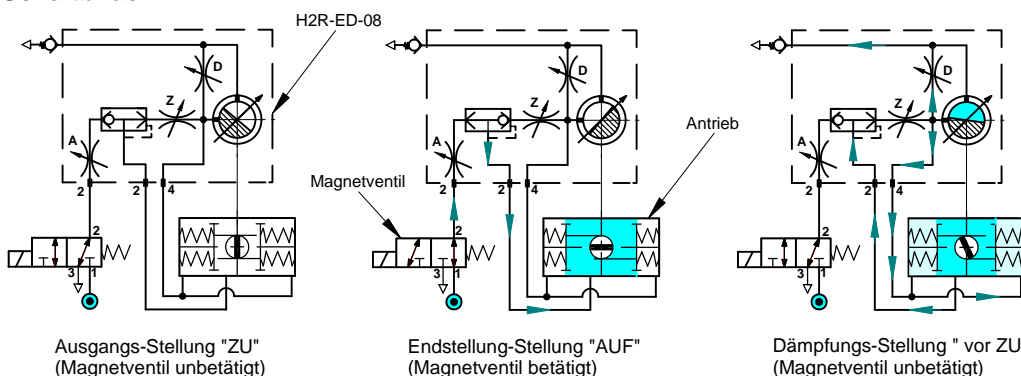 H2R-ED-08
D
Z
A
2
2
4
2
3
1
Ausgangs-Stellung "ZU"
(Magnetventil unbetätigt)
D
Z
A
Antrieb
Magnetventil
2
2
4
2
3
1
Endstellung-Stellung "AUF"
(Magnetventil betätigt)
D
Z
A
2
2
4
2
3
1
Dämpfungs-Stellung " vor ZU
(Magnetventil unbetätigt)